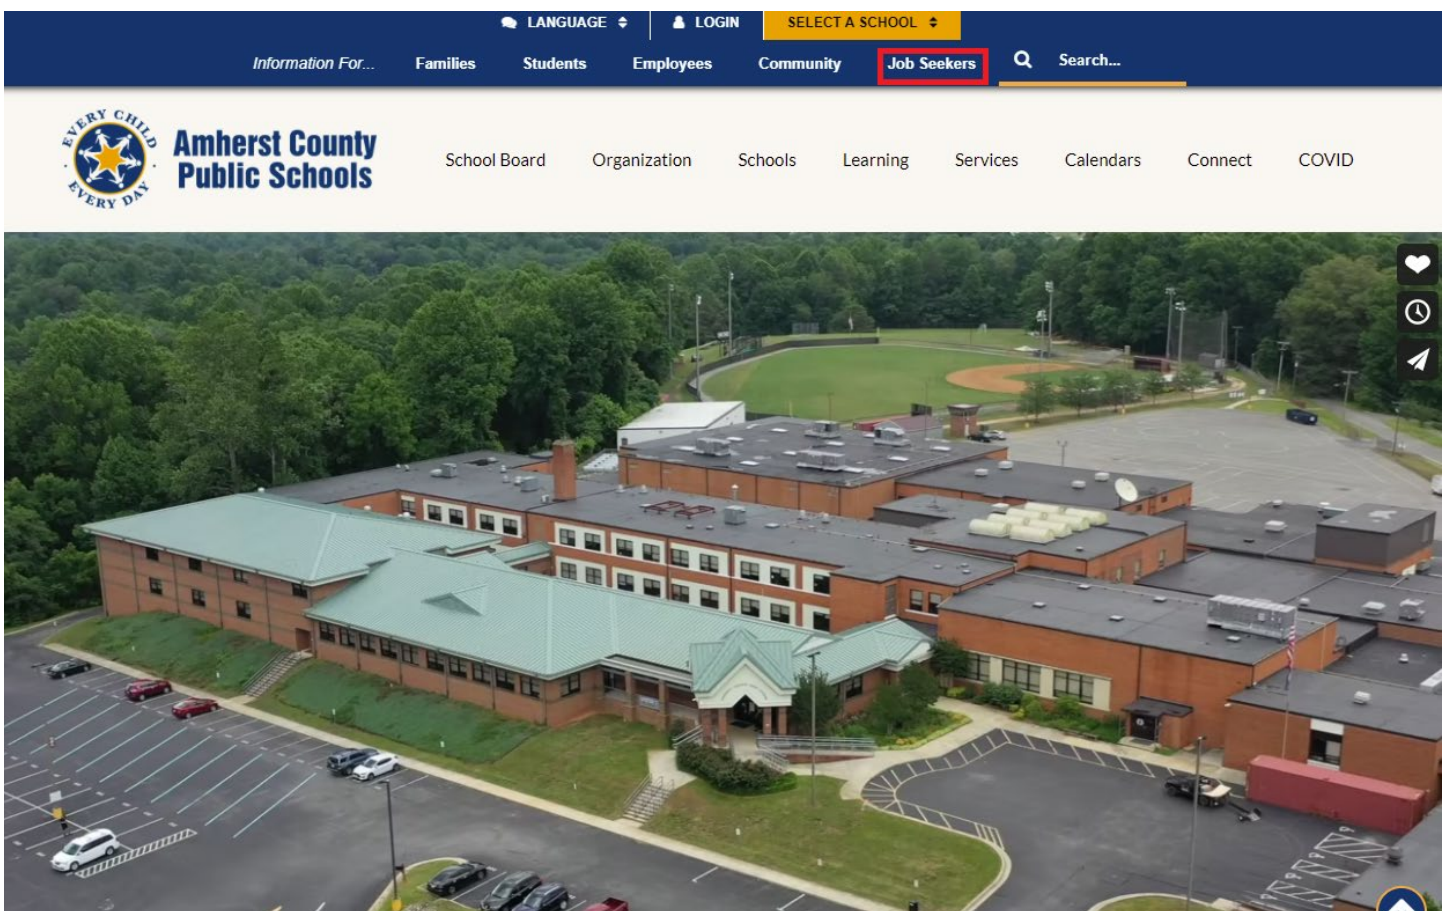 LANGUAGE
LOGIN
SELECT A SCHOOL
Information For...
Families
Students
Employees
Community
Job Seekers
Search...
EVERY CHILD
EVERY DAY
Amherst County
Public Schools
School Board
Organization
Schools
Learning
Services
Calendars
Connect
COVID